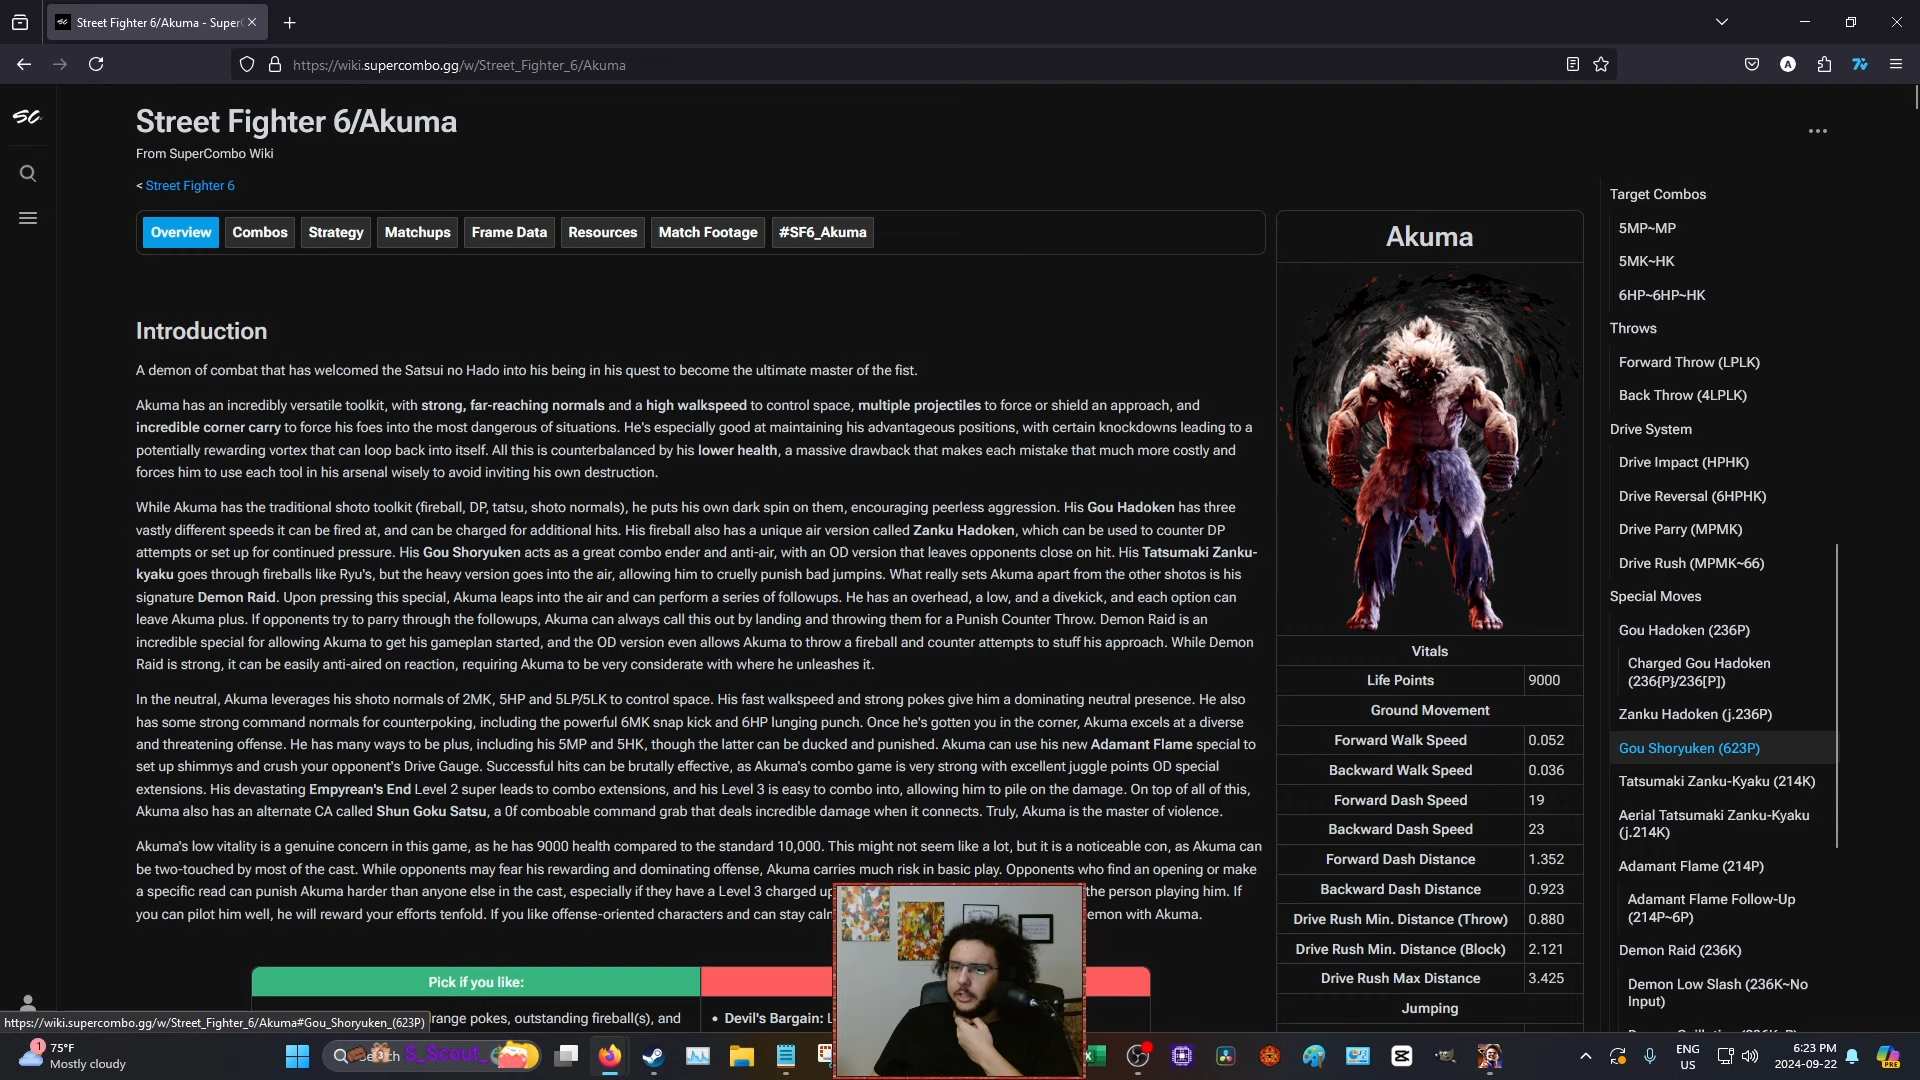 Street Fighter 6/Akuma - Super
https://wiki.supercombo.gg/w/Street_Fighter_6/Akuma
Street Fighter 6/Akuma
From SuperCombo Wiki
< Street Fighter 6
Overview
Combos
Strategy
Matchups
Frame Data
Resources
Match Footage
#SF6_Akuma
Introduction
A demon of combat that has welcomed the Satsui no Hado into his being in his quest to become the ultimate master of the fist.
Akuma has an incredibly versatile toolkit, with strong, far-reaching normals and a high walkspeed to control space, multiple projectiles to force or shield an approach, and
incredible corner carry to force his foes into the most dangerous of situations. He's especially good at maintaining his advantageous positions, with certain knockdowns leading to a
potentially rewarding vortex that can loop back into itself. All this is counterbalanced by his lower health, a massive drawback that makes each mistake that much more costly and
forces him to use each tool in his arsenal wisely to avoid inviting his own destruction.
While Akuma has the traditional shoto toolkit (fireball, DP, tatsu, shoto normals), he puts his own dark spin on them, encouraging peerless aggression. His Gou Hadoken has three
vastly different speeds it can be fired at, and can be charged for additional hits. His fireball also has a unique air version called Zanku Hadoken, which can be used to counter DP
attempts or set up for continued pressure. His Gou Shoryuken acts as a great combo ender and anti-air, with an OD version that leaves opponents close on hit. His Tatsumaki Zanku-
kyaku goes through fireballs like Ryu's, but the heavy version goes into the air, allowing him to cruelly punish bad jumpins. What really sets Akuma apart from the other shotos is his
signature Demon Raid. Upon pressing this special, Akuma leaps into the air and can perform a series of followups. He has an overhead, a low, and a divekick, and each option can
leave Akuma plus. If opponents try to parry through the followups, Akuma can always call this out by landing and throwing them for a Punish Counter Throw. Demon Raid is an
incredible special for allowing Akuma to get his gameplan started, and the OD version even allows Akuma to throw a fireball and counter attempts to stuff his approach. While Demon
Raid is strong, it can be easily anti-aired on reaction, requiring Akuma to be very considerate with where he unleashes it.
In the neutral, Akuma leverages his shoto normals of 2MK, 5HP and 5LP/5LK to control space. His fast walkspeed and strong pokes give him a dominating neutral presence. He also
has some strong command normals for counterpoking, including the powerful 6MK snap kick and 6HP lunging punch. Once he's gotten you in the corner, Akuma excels at a diverse
and threatening offense. He has many ways to be plus, including his 5MP and 5HK, though the latter can be ducked and punished. Akuma can use his new Adamant Flame special to
set up shimmys and crush your opponent's Drive Gauge. Successful hits can be brutally effective, as Akuma's combo game is very strong with excellent juggle points OD special
extensions. His devastating Empyrean's End Level 2 super leads to combo extensions, and his Level 3 is easy to combo into, allowing him to pile on the damage. On top of all of this,
Akuma also has an alternate CA called Shun Goku Satsu, a 0f comboable command grab that deals incredible damage when it connects. Truly, Akuma is the master of violence.
Akuma's low vitality is a genuine concern in this game, as he has 9000 health compared to the standard 10,000. This might not seem like a lot, but it is a noticeable con, as Akuma can
be two-touched by most of the cast. While opponents may fear his rewarding and dominating offense, Akuma carries much risk in basic play. Opponents who find an opening or make
a specific read can punish Akuma harder than anyone else in the cast, especially if they have a Level 3 charged up the person playing him. If
you can pilot him well, he will reward your efforts tenfold. If you like offense-oriented characters and can stay calm emon with Akuma.
Pick if you like:
range pokes, outstanding fireball(s), and
• Devil's Bargain: L
Akuma
Vitals
Life Points 9000
Ground Movement
Forward Walk Speed 0.052
Backward Walk Speed 0.036
Forward Dash Speed 19
Backward Dash Speed 23
Forward Dash Distance 1.352
Backward Dash Distance 0.923
Drive Rush Min. Distance (Throw) 0.880
Drive Rush Min. Distance (Block) 2.121
Drive Rush Max Distance 3.425
Jumping
Target Combos
5MP~MP
5MK~HK
6HP~6HP~HK
Throws
Forward Throw (LPLK)
Back Throw (4LPLK)
Drive System
Drive Impact (HPHK)
Drive Reversal (6HPHK)
Drive Parry (MPMK)
Drive Rush (MPMK~66)
Special Moves
Gou Hadoken (236P)
Charged Gou Hadoken
(236{P}/236[P])
Zanku Hadoken (j.236P)
Gou Shoryuken (623P)
Tatsumaki Zanku-Kyaku (214K)
Aerial Tatsumaki Zanku-Kyaku
(j.214K)
Adamant Flame (214P)
Adamant Flame Follow-Up
(214P~6P)
Demon Raid (236K)
Demon Low Slash (236K~No
Input)
https://wiki.supercombo.gg/w/Street_Fighter_6/Akuma#Gou_Shoryuken_(623P)
1
75°F
Mostly cloudy
S_Scout_
ENG
US
6:23 PM
2024-09-22
PRE